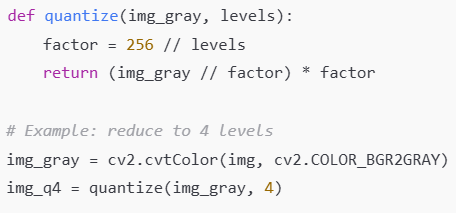 def quantize(img_gray, levels):
    factor = 256 // levels
    return (img_gray // factor) * factor

# Example: reduce to 4 levels
img_gray = cv2.cvtColor(img, cv2.COLOR_BGR2GRAY)
img_q4 = quantize(img_gray, 4)